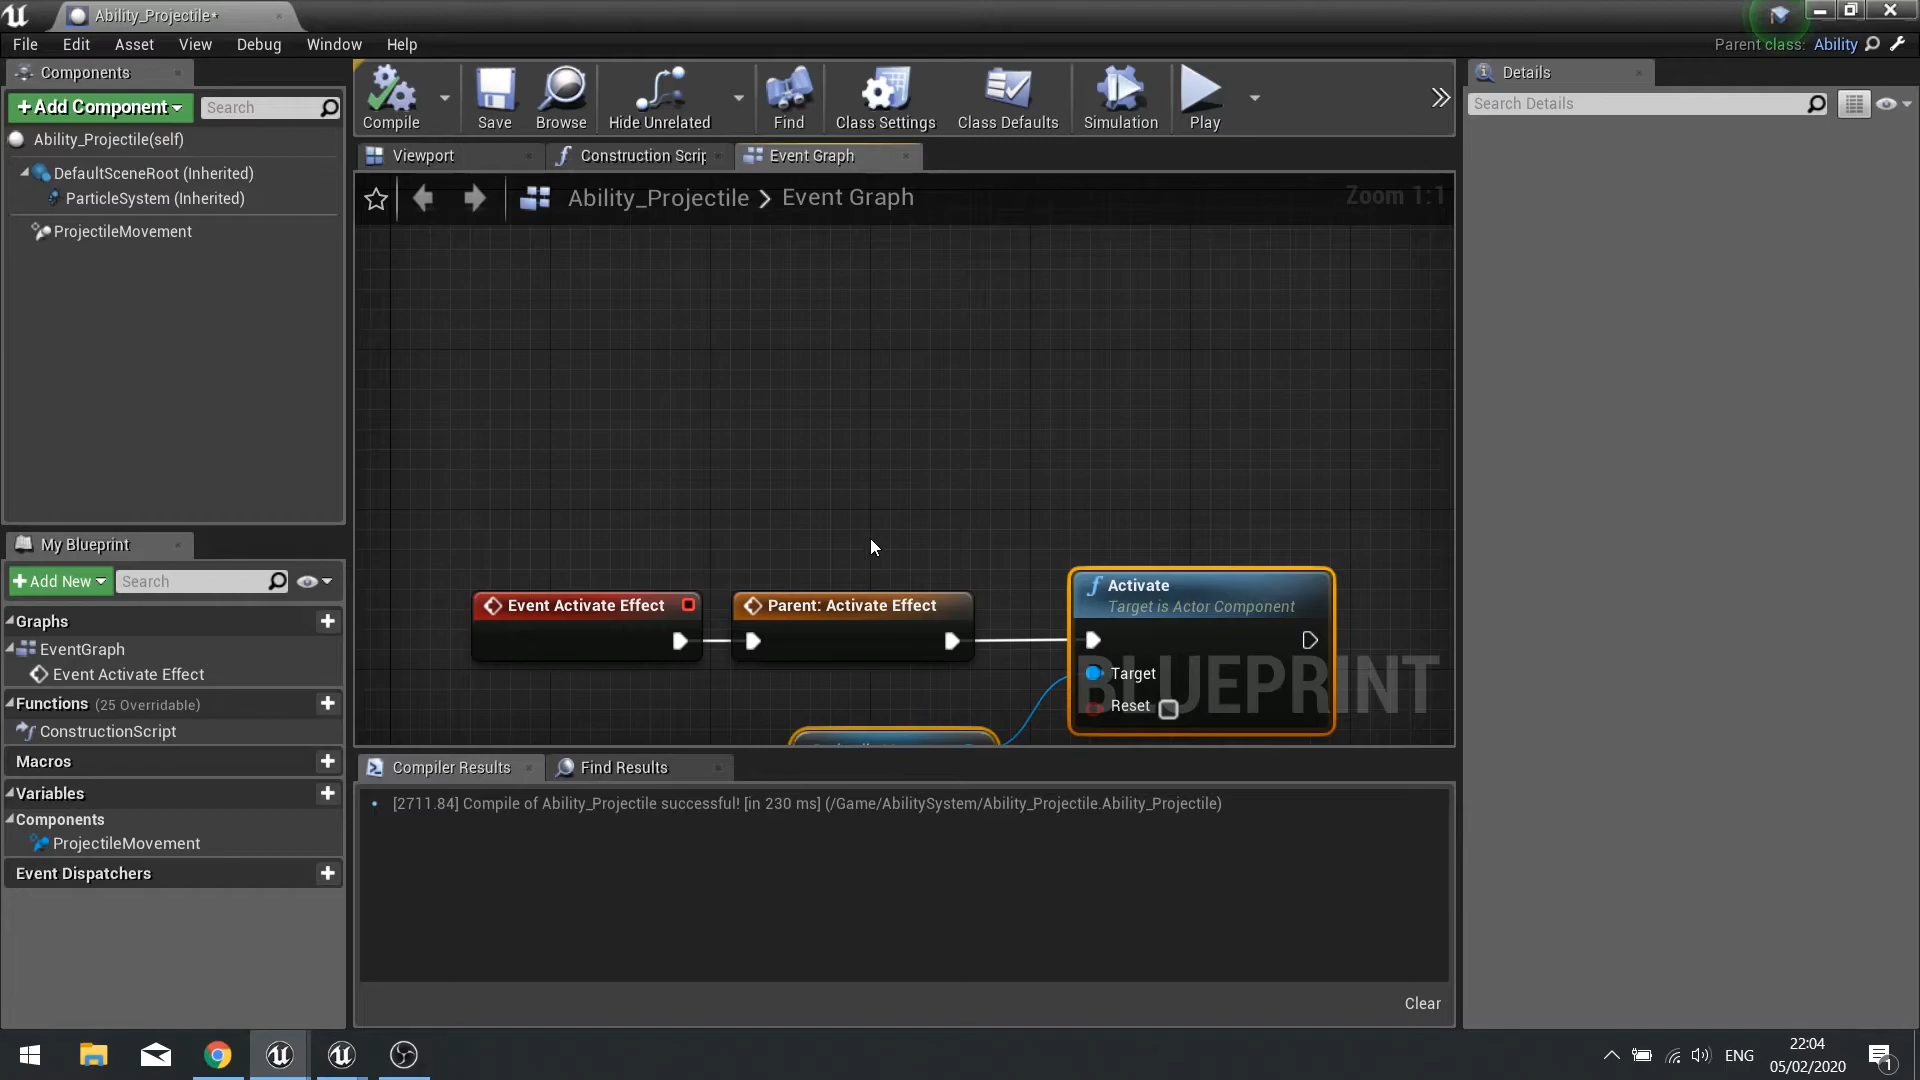 Ability_Projectile*
File Edit Asset View Debug Window Help
Parent class: Ability
Components
+Add Component
Search
Ability_Projectile(self)
DefaultSceneRoot (Inherited)
ParticleSystem (Inherited)
ProjectileMovement
Compile
Save
Browse
Hide Unrelated
Find
Class Settings
Class Defaults
Simulation
Play
Viewport
Construction Scrip
Event Graph
Ability_Projectile > Event Graph
Zoom 1:1
Event Activate Effect
Parent: Activate Effect
Activate
Target is Actor Component
Target
Reset
BLUEPRINT
Details
Search Details
My Blueprint
+Add New
Search
Graphs
EventGraph
Event Activate Effect
Functions (25 Overridable)
ConstructionScript
Macros
Variables
Components
ProjectileMovement
Event Dispatchers
Compiler Results
Find Results
[2711.84] Compile of Ability_Projectile successful! [in 230 ms] (/Game/AbilitySystem/Ability_Projectile.Ability_Projectile)
Clear
ENG
22:04
05/02/2020
1